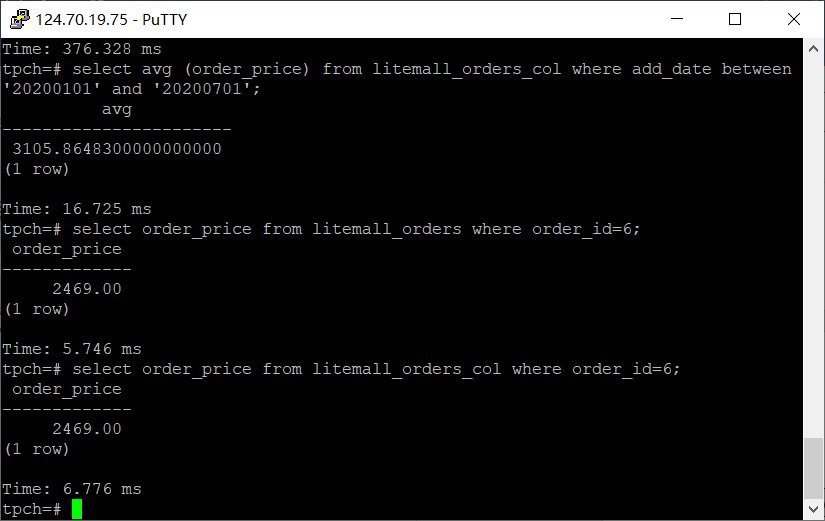 124.70.19.75 - PuTTY
Time: 376.328 ms
tpch=# select avg (order_price) from litemall_orders_col where add_date between
'20200101' and '20200701';
          avg
-----------------------
 3105.8648300000000000
(1 row)

Time: 16.725 ms
tpch=# select order_price from litemall_orders where order_id=6;
 order_price
-------------
     2469.00
(1 row)

Time: 5.746 ms
tpch=# select order_price from litemall_orders_col where order_id=6;
 order_price
-------------
     2469.00
(1 row)

Time: 6.776 ms
tpch=#